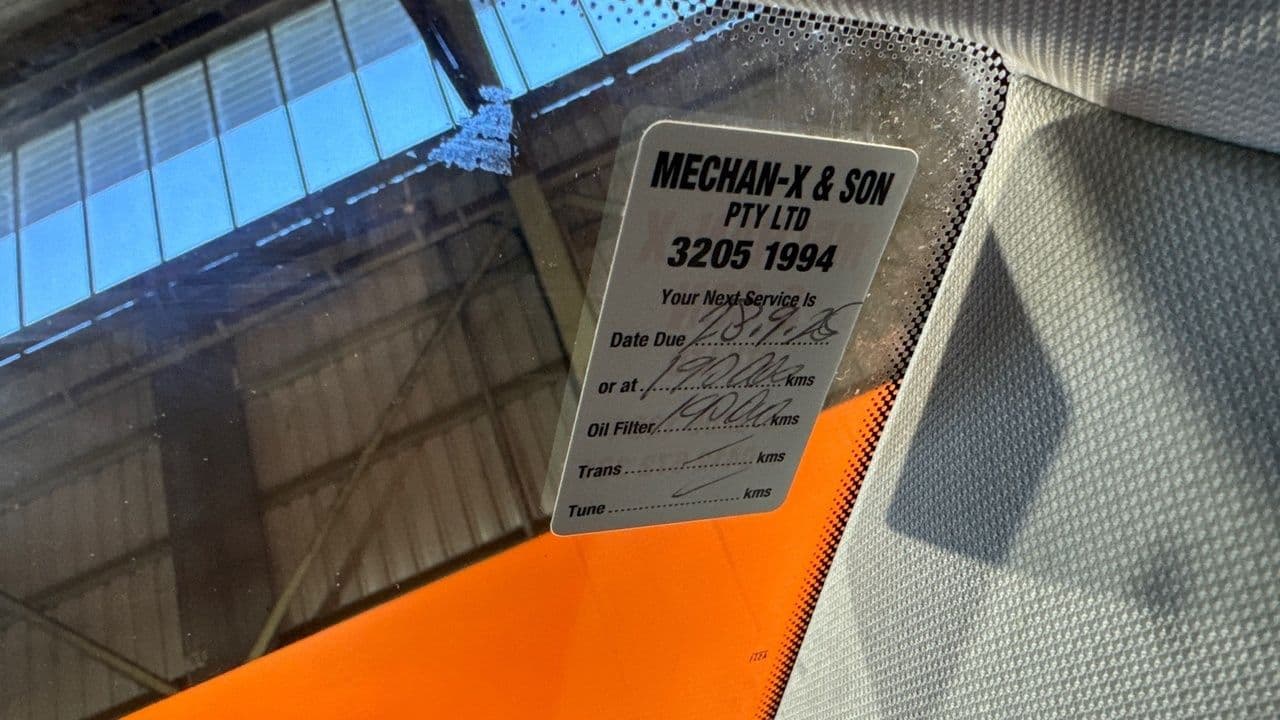 MECHAN-X & SON
PTY LTD
3205 1994
Your Next Service Is
Date Due 28.9.25
or at 190000 kms
Oil Filter 190000 kms
Trans kms
Tune kms